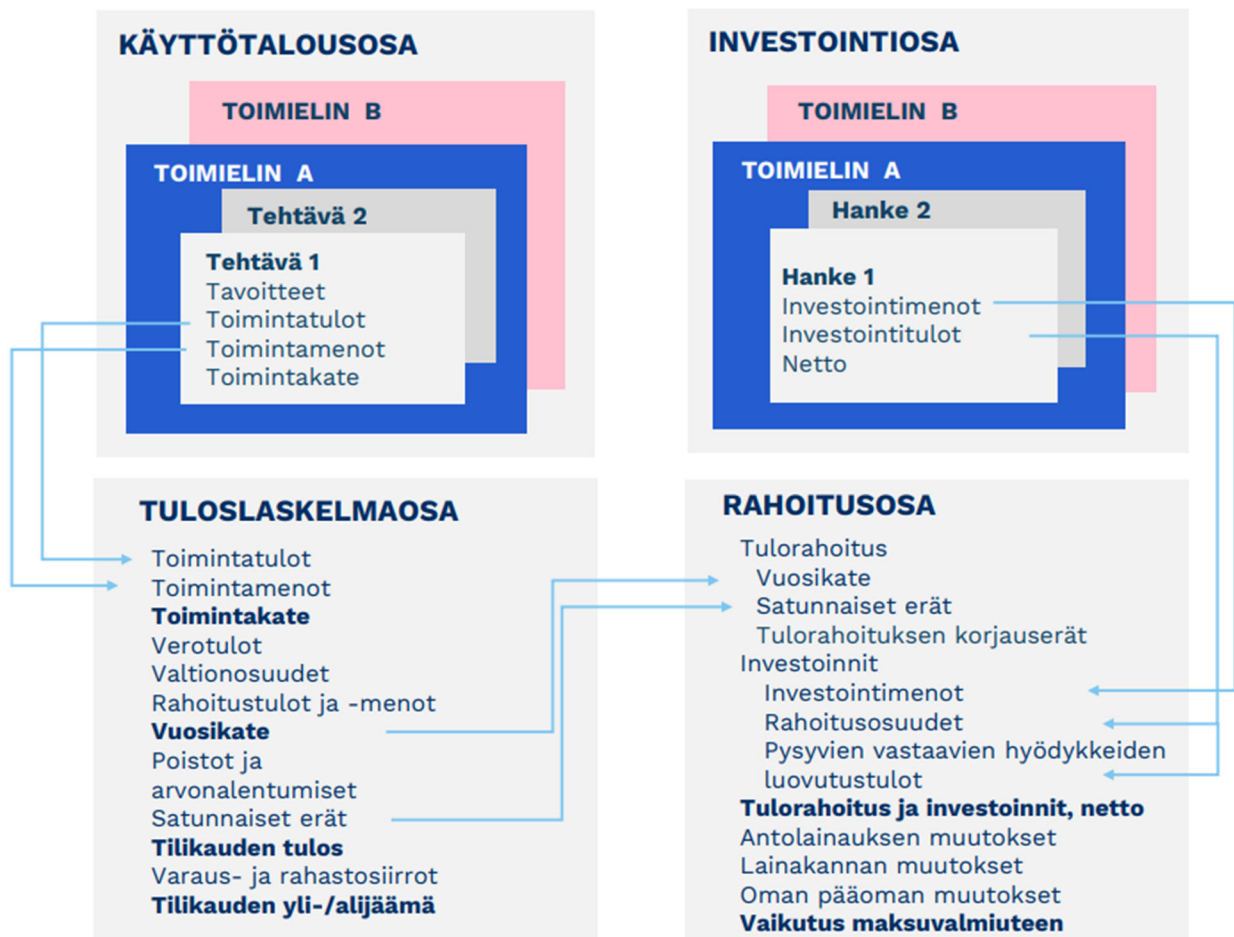 KÄYTTÖTALOUSOSA
TOIMIELIN B
TOIMIELIN A
Tehtävä 2
Tehtävä 1
Tavoitteet
Toimintatulot
Toimintamenot
Toimintakate
INVESTOINTIOSA
TOIMIELIN B
TOIMIELIN A
Hanke 2
Hanke 1
Investointimenot
Investointitulot
Netto
TULOSLASKELMAOSA
Toimintatulot
Toimintamenot
Toimintakate
Verotulot
Valtionosuudet
Rahoitustulot ja -menot
Vuosikate
Poistot ja
arvonalentumiset
Satunnaiset erät
Tilikauden tulos
Varaus- ja rahastosiirrot
Tilikauden yli-/alijäämä
RAHOITUSOSA
Tulorahoitus
Vuosikate
Satunnaiset erät
Tulorahoituksen korjauserät
Investoinnit
Investointimenot
Rahoitusosuudet
Pysyvien vastaavien hyödykkeiden
luovutustulot
Tulorahoitus ja investoinnit, netto
Antolainauksen muutokset
Lainakannan muutokset
Oman pääoman muutokset
Vaikutus maksuvalmiuteen